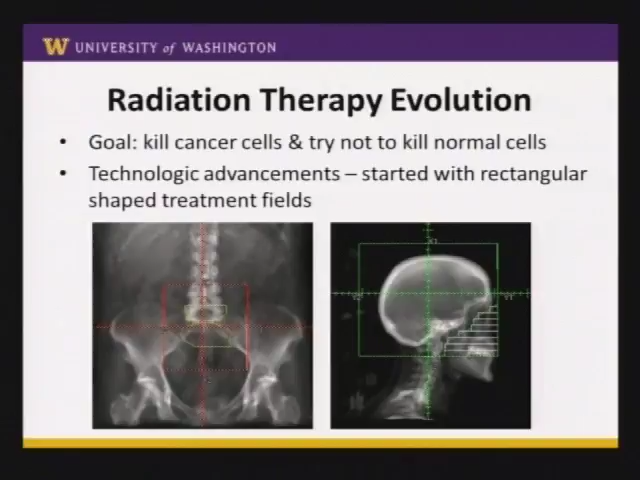 W UNIVERSITY of WASHINGTON
Radiation Therapy Evolution
• Goal: kill cancer cells & try not to kill normal cells
• Technologic advancements – started with rectangular
shaped treatment fields